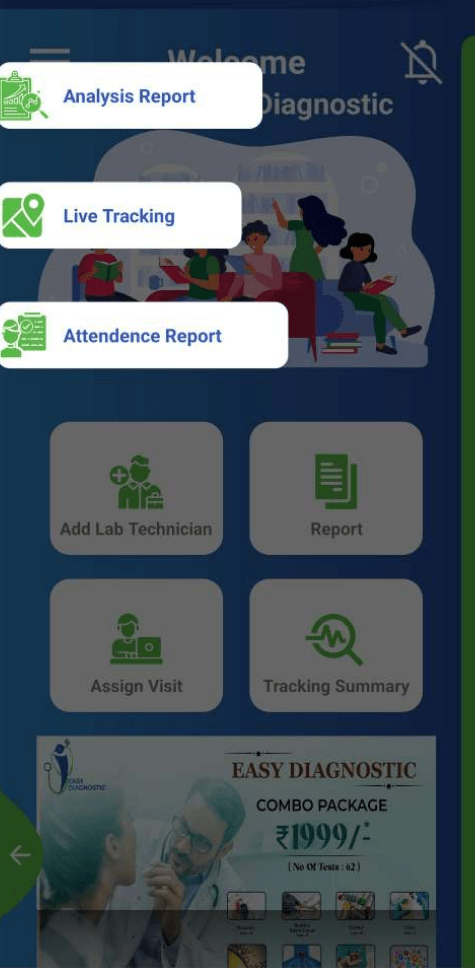 Welcome
Diagnostic
Analysis Report
Live Tracking
Attendence Report
Add Lab Technician
Report
Assign Visit
Tracking Summary
EASY
DIAGNOSTIC
EASY DIAGNOSTIC
COMBO PACKAGE
₹1999/-*
( No Of Tests : 62 )